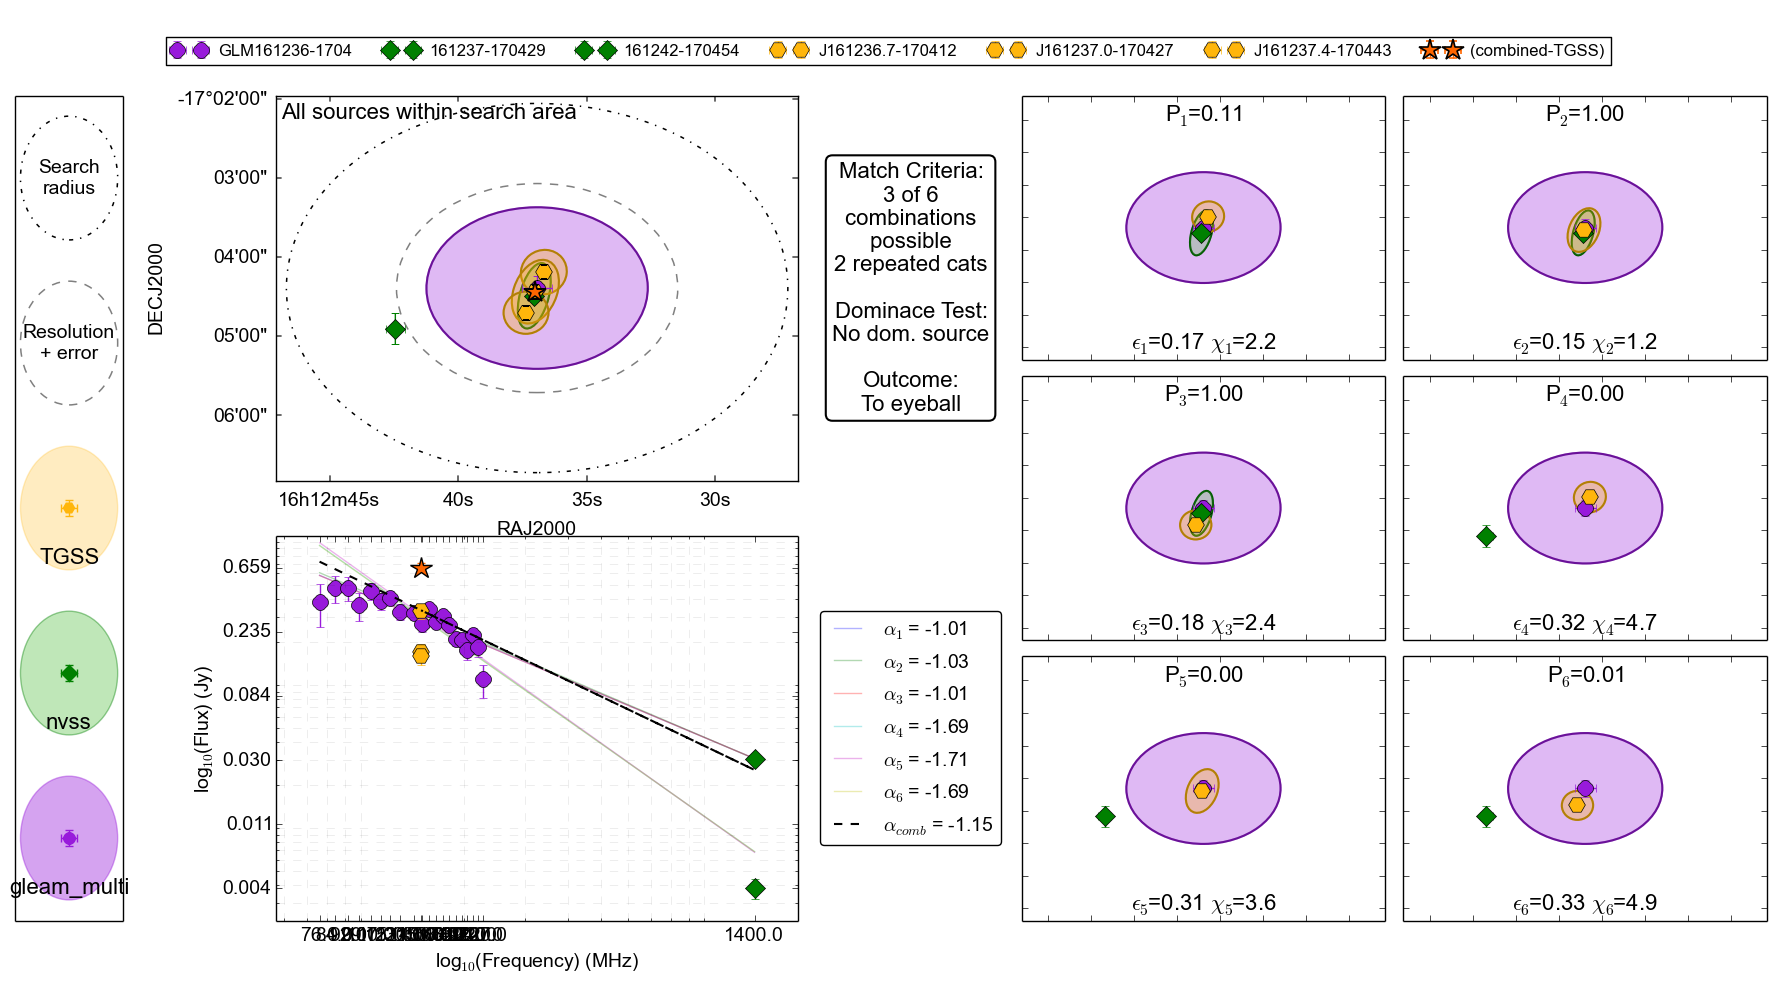 GLM161236-1704 161237-170429 161242-170454 J161236.7-170412 J161237.0-170427 J161237.4-170443 (combined-TGSS)
Search
radius
Resolution
+ error
TGSS
nvss
gleam_multi
All sources within search area
-17°02'00"
03'00"
04'00"
05'00"
06'00"
DECJ2000
16h12m45s 40s 35s 30s
RAJ2000
Match Criteria:
3 of 6
combinations
possible
2 repeated cats
Dominace Test:
No dom. source
Outcome:
To eyeball
0.659
0.235
0.084
0.030
0.011
0.004
log₁₀(Flux) (Jy)
1400.0
log₁₀(Frequency) (MHz)
α₁ = -1.01
α₂ = -1.03
α₃ = -1.01
α₄ = -1.69
α₅ = -1.71
α₆ = -1.69
α_comb = -1.15
P₁=0.11
ϵ₁=0.17 χ₁=2.2
P₂=1.00
ϵ₂=0.15 χ₂=1.2
P₃=1.00
ϵ₃=0.18 χ₃=2.4
P₄=0.00
ϵ₄=0.32 χ₄=4.7
P₅=0.00
ϵ₅=0.31 χ₅=3.6
P₆=0.01
ϵ₆=0.33 χ₆=4.9